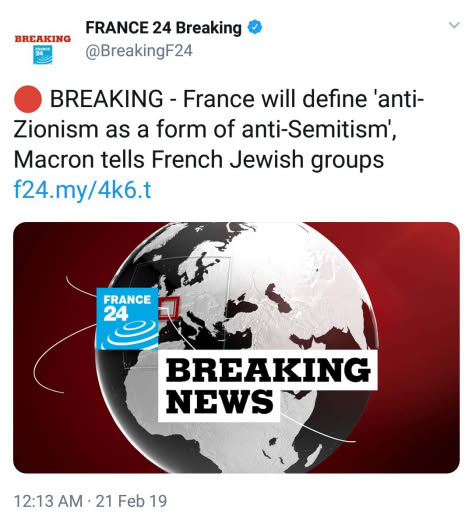 BREAKING
FRANCE
24
FRANCE 24 Breaking
@BreakingF24
🔴 BREAKING - France will define 'anti-
Zionism as a form of anti-Semitism',
Macron tells French Jewish groups
f24.my/4k6.t
FRANCE
24
BREAKING
NEWS
12:13 AM · 21 Feb 19